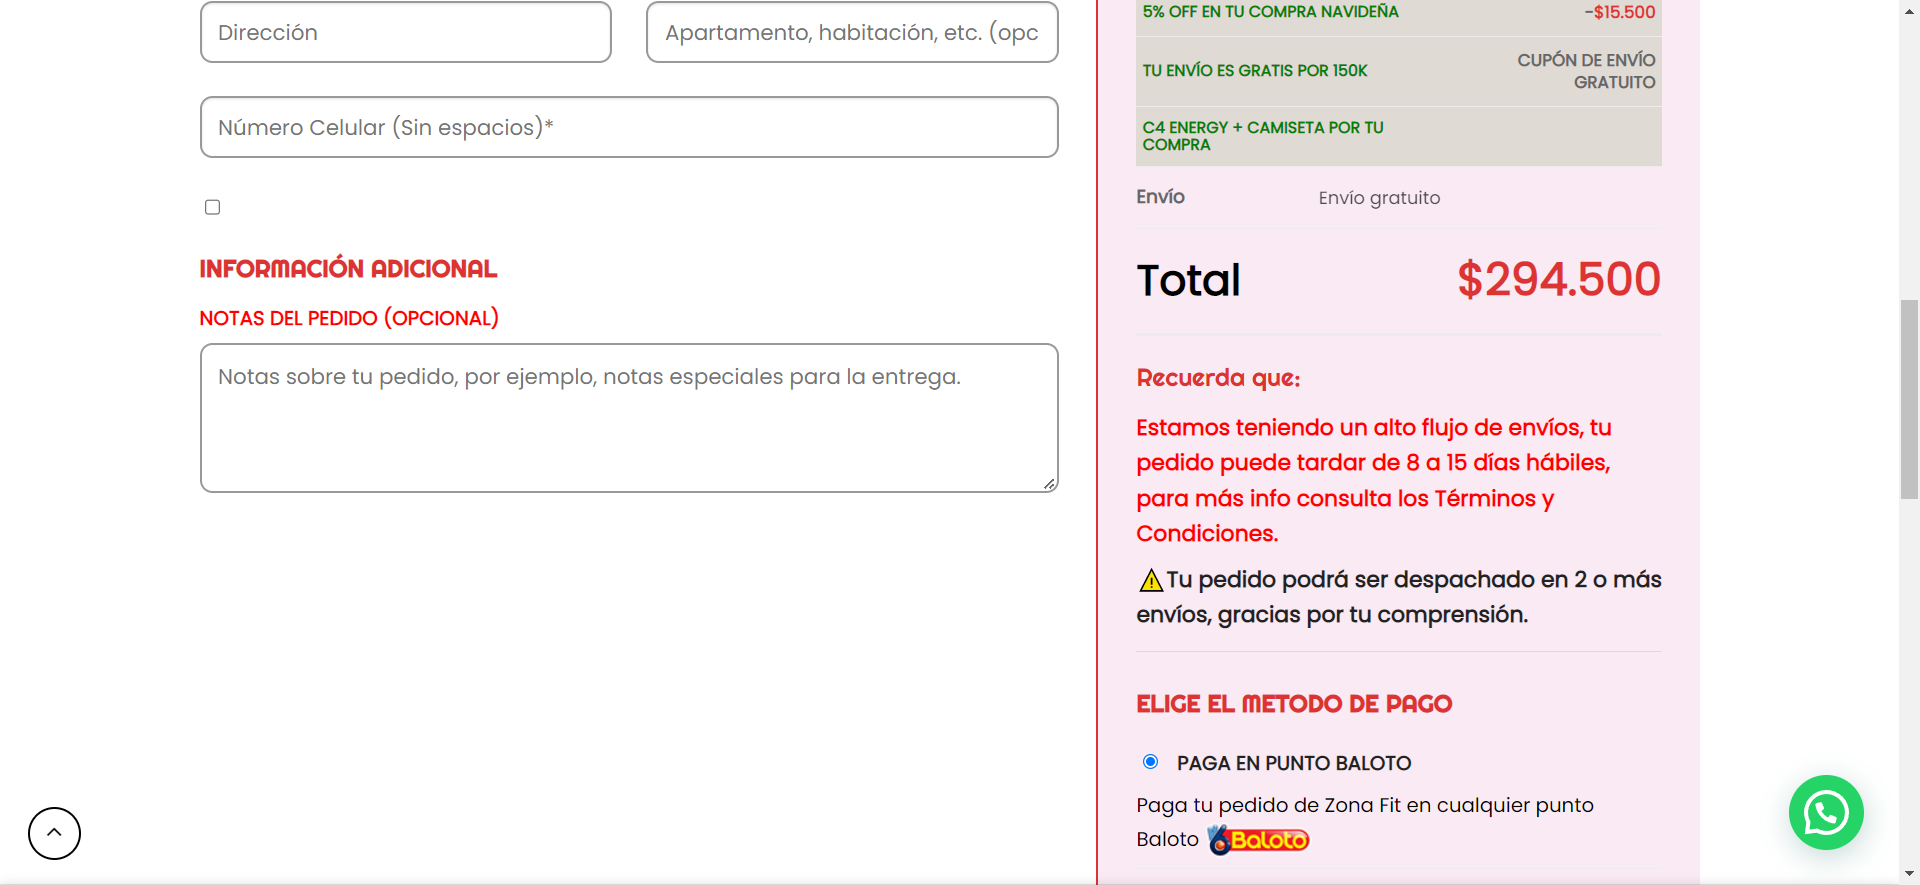 Dirección
Apartamento, habitación, etc. (opc
Número Celular (Sin espacios)*
INFORMACIÓN ADICIONAL
NOTAS DEL PEDIDO (OPCIONAL)
Notas sobre tu pedido, por ejemplo, notas especiales para la entrega.
5% OFF EN TU COMPRA NAVIDEÑA
-$15.500
TU ENVÍO ES GRATIS POR 150K
CUPÓN DE ENVÍO
GRATUITO
C4 ENERGY + CAMISETA POR TU
COMPRA
Envío
Envío gratuito
Total
$294.500
Recuerda que:
Estamos teniendo un alto flujo de envíos, tu
pedido puede tardar de 8 a 15 días hábiles,
para más info consulta los Términos y
Condiciones.
⚠Tu pedido podrá ser despachado en 2 o más
envíos, gracias por tu comprensión.
ELIGE EL METODO DE PAGO
PAGA EN PUNTO BALOTO
Paga tu pedido de Zona Fit en cualquier punto
Baloto Baloto